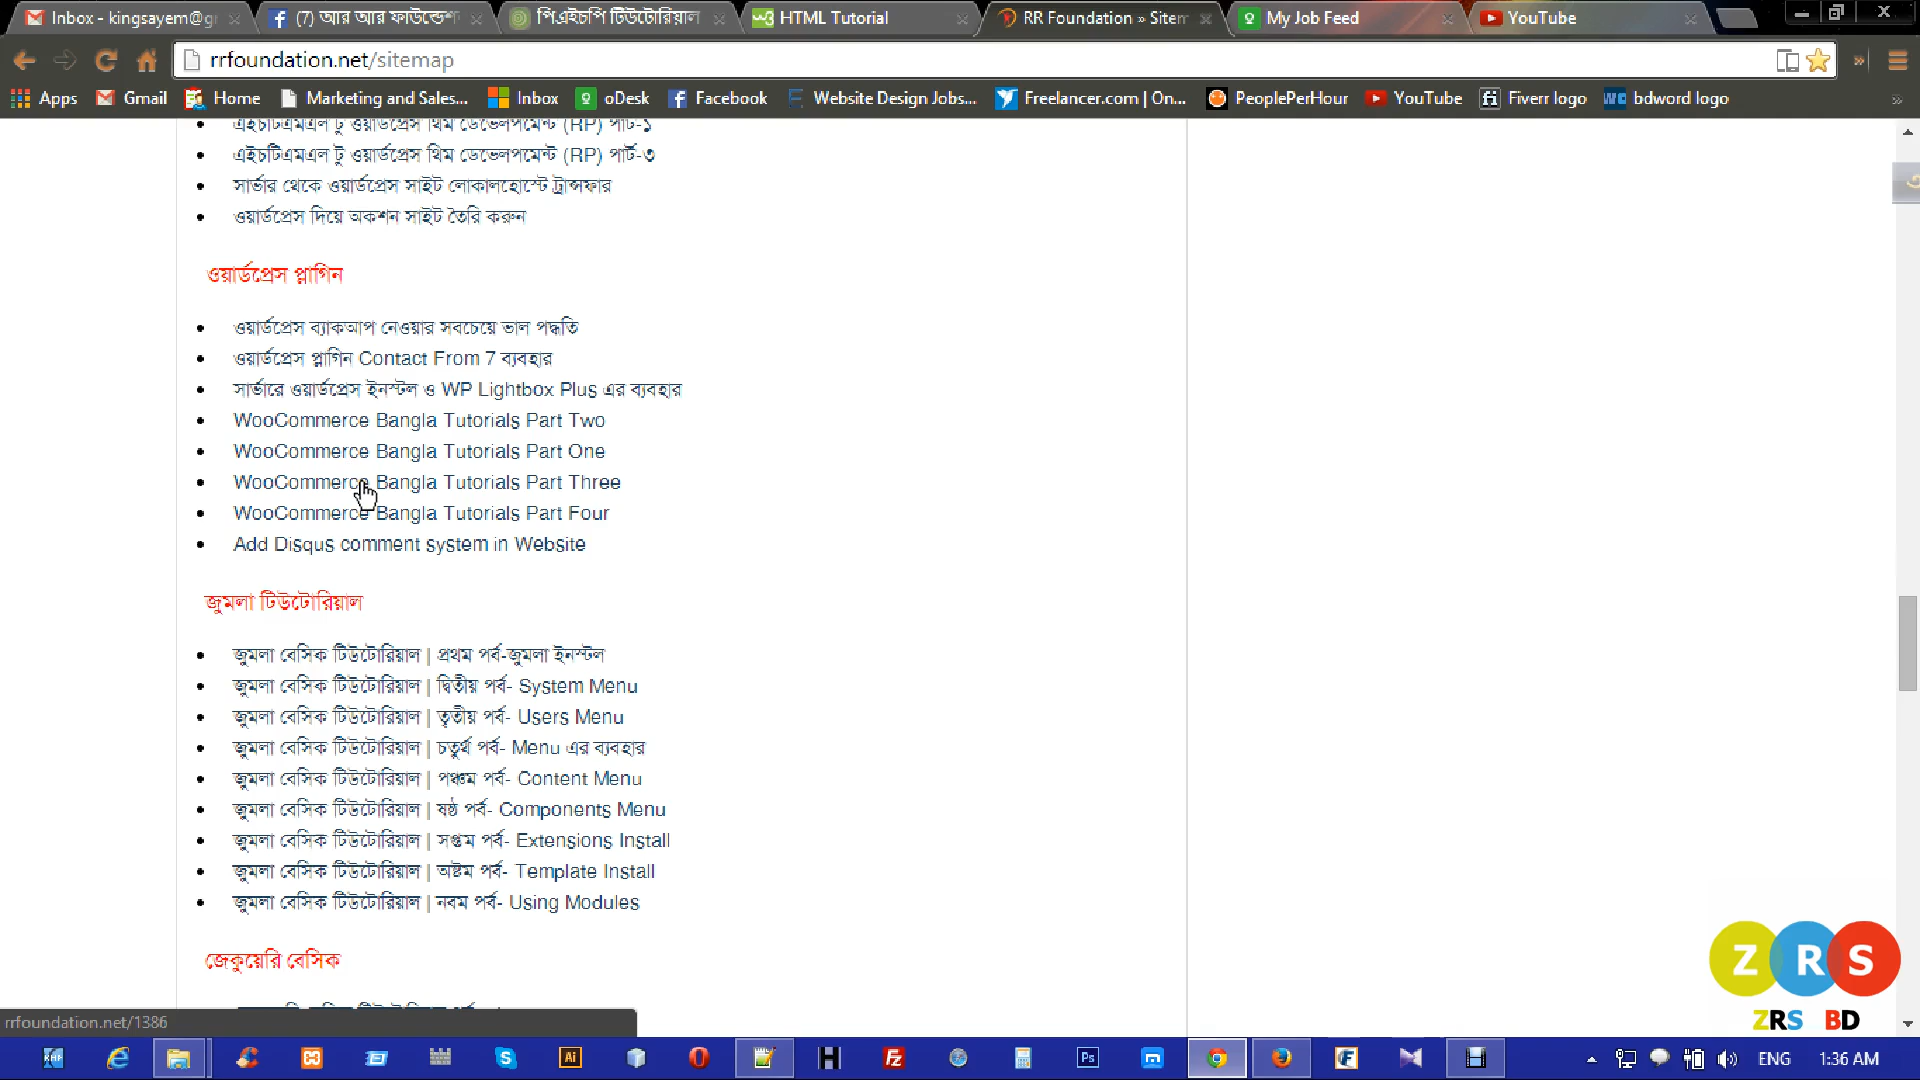 Inbox - kingsayem@g
(7) আর আর ফাউন্ডেশ
পিএইচপি টিউটোরিয়াল
HTML Tutorial
RR Foundation » Sitem
My Job Feed
YouTube
rrfoundation.net/sitemap
Apps
Gmail
Home
Marketing and Sales...
Inbox
oDesk
Facebook
Website Design Jobs...
Freelancer.com | On...
PeoplePerHour
YouTube
Fiverr logo
bdword logo
এইচটিএমএল টু ওয়ার্ডপ্রেস থিম ডেভেলপমেন্ট (RP) পার্ট-১
এইচটিএমএল টু ওয়ার্ডপ্রেস থিম ডেভেলপমেন্ট (RP) পার্ট-৩
সার্ভার থেকে ওয়ার্ডপ্রেস সাইট লোকালহোস্টে ট্রান্সফার
ওয়ার্ডপ্রেস দিয়ে অকশন সাইট তৈরি করুন
ওয়ার্ডপ্রেস প্লাগিন
ওয়ার্ডপ্রেস ব্যাকআপ নেওয়ার সবচেয়ে ভাল পদ্ধতি
ওয়ার্ডপ্রেস প্লাগিন Contact From 7 ব্যবহার
সার্ভারে ওয়ার্ডপ্রেস ইনস্টল ও WP Lightbox Plus এর ব্যবহার
WooCommerce Bangla Tutorials Part Two
WooCommerce Bangla Tutorials Part One
WooCommerce Bangla Tutorials Part Three
WooCommerce Bangla Tutorials Part Four
Add Disqus comment system in Website
জুমলা টিউটোরিয়াল
জুমলা বেসিক টিউটোরিয়াল | প্রথম পর্ব-জুমলা ইনস্টল
জুমলা বেসিক টিউটোরিয়াল | দ্বিতীয় পর্ব- System Menu
জুমলা বেসিক টিউটোরিয়াল | তৃতীয় পর্ব- Users Menu
জুমলা বেসিক টিউটোরিয়াল | চতুর্থ পর্ব- Menu এর ব্যবহার
জুমলা বেসিক টিউটোরিয়াল | পঞ্চম পর্ব- Content Menu
জুমলা বেসিক টিউটোরিয়াল | ষষ্ঠ পর্ব- Components Menu
জুমলা বেসিক টিউটোরিয়াল | সপ্তম পর্ব- Extensions Install
জুমলা বেসিক টিউটোরিয়াল | অষ্টম পর্ব- Template Install
জুমলা বেসিক টিউটোরিয়াল | নবম পর্ব- Using Modules
জেকুয়েরি বেসিক
ZRS
ZRS BD
rrfoundation.net/1386
ENG
1:36 AM